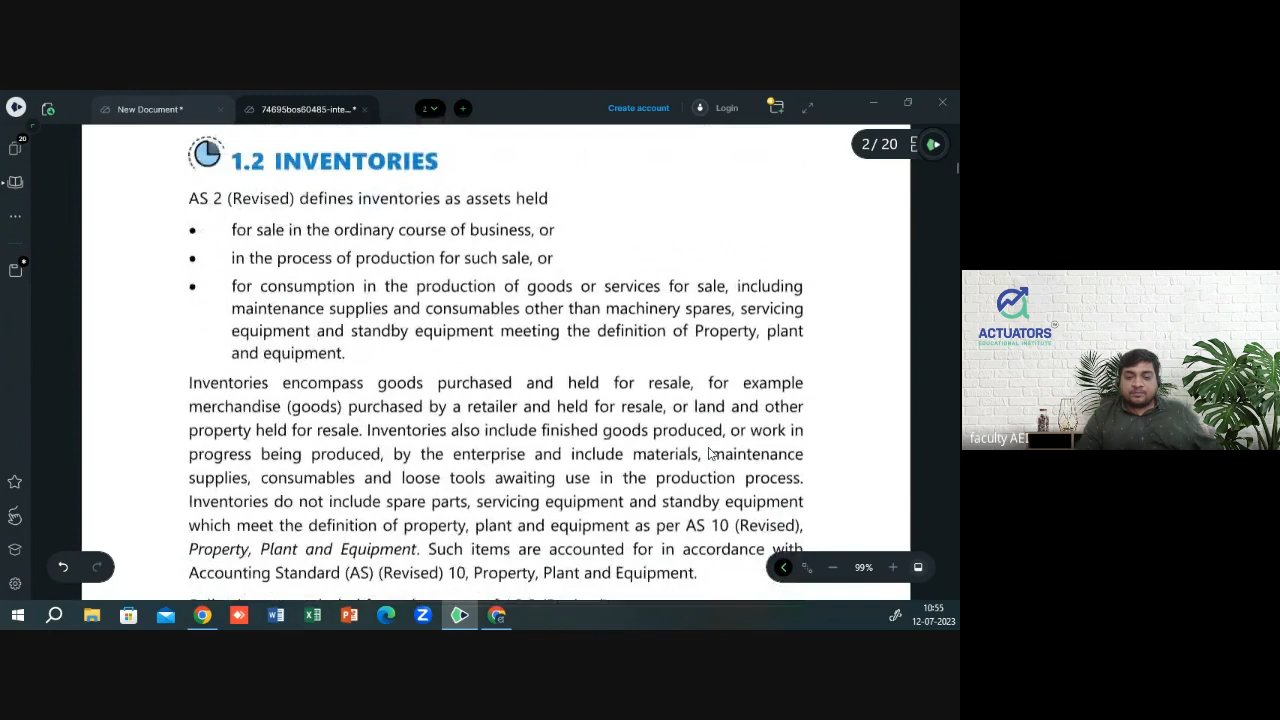 New Document*
74695bos60485-inte...*
2
Create account
Login
20
2/20
1.2 INVENTORIES
AS 2 (Revised) defines inventories as assets held
• for sale in the ordinary course of business, or
• in the process of production for such sale, or
• for consumption in the production of goods or services for sale, including
maintenance supplies and consumables other than machinery spares, servicing
equipment and standby equipment meeting the definition of Property, plant
and equipment.
Inventories encompass goods purchased and held for resale, for example
merchandise (goods) purchased by a retailer and held for resale, or land and other
property held for resale. Inventories also include finished goods produced, or work in
progress being produced, by the enterprise and include materials, maintenance
supplies, consumables and loose tools awaiting use in the production process.
Inventories do not include spare parts, servicing equipment and standby equipment
which meet the definition of property, plant and equipment as per AS 10 (Revised),
Property, Plant and Equipment. Such items are accounted for in accordance with
Accounting Standard (AS) (Revised) 10, Property, Plant and Equipment.
99%
10:55
12-07-2023
ACTUATORS
EDUCATIONAL INSTITUTE
faculty AEI